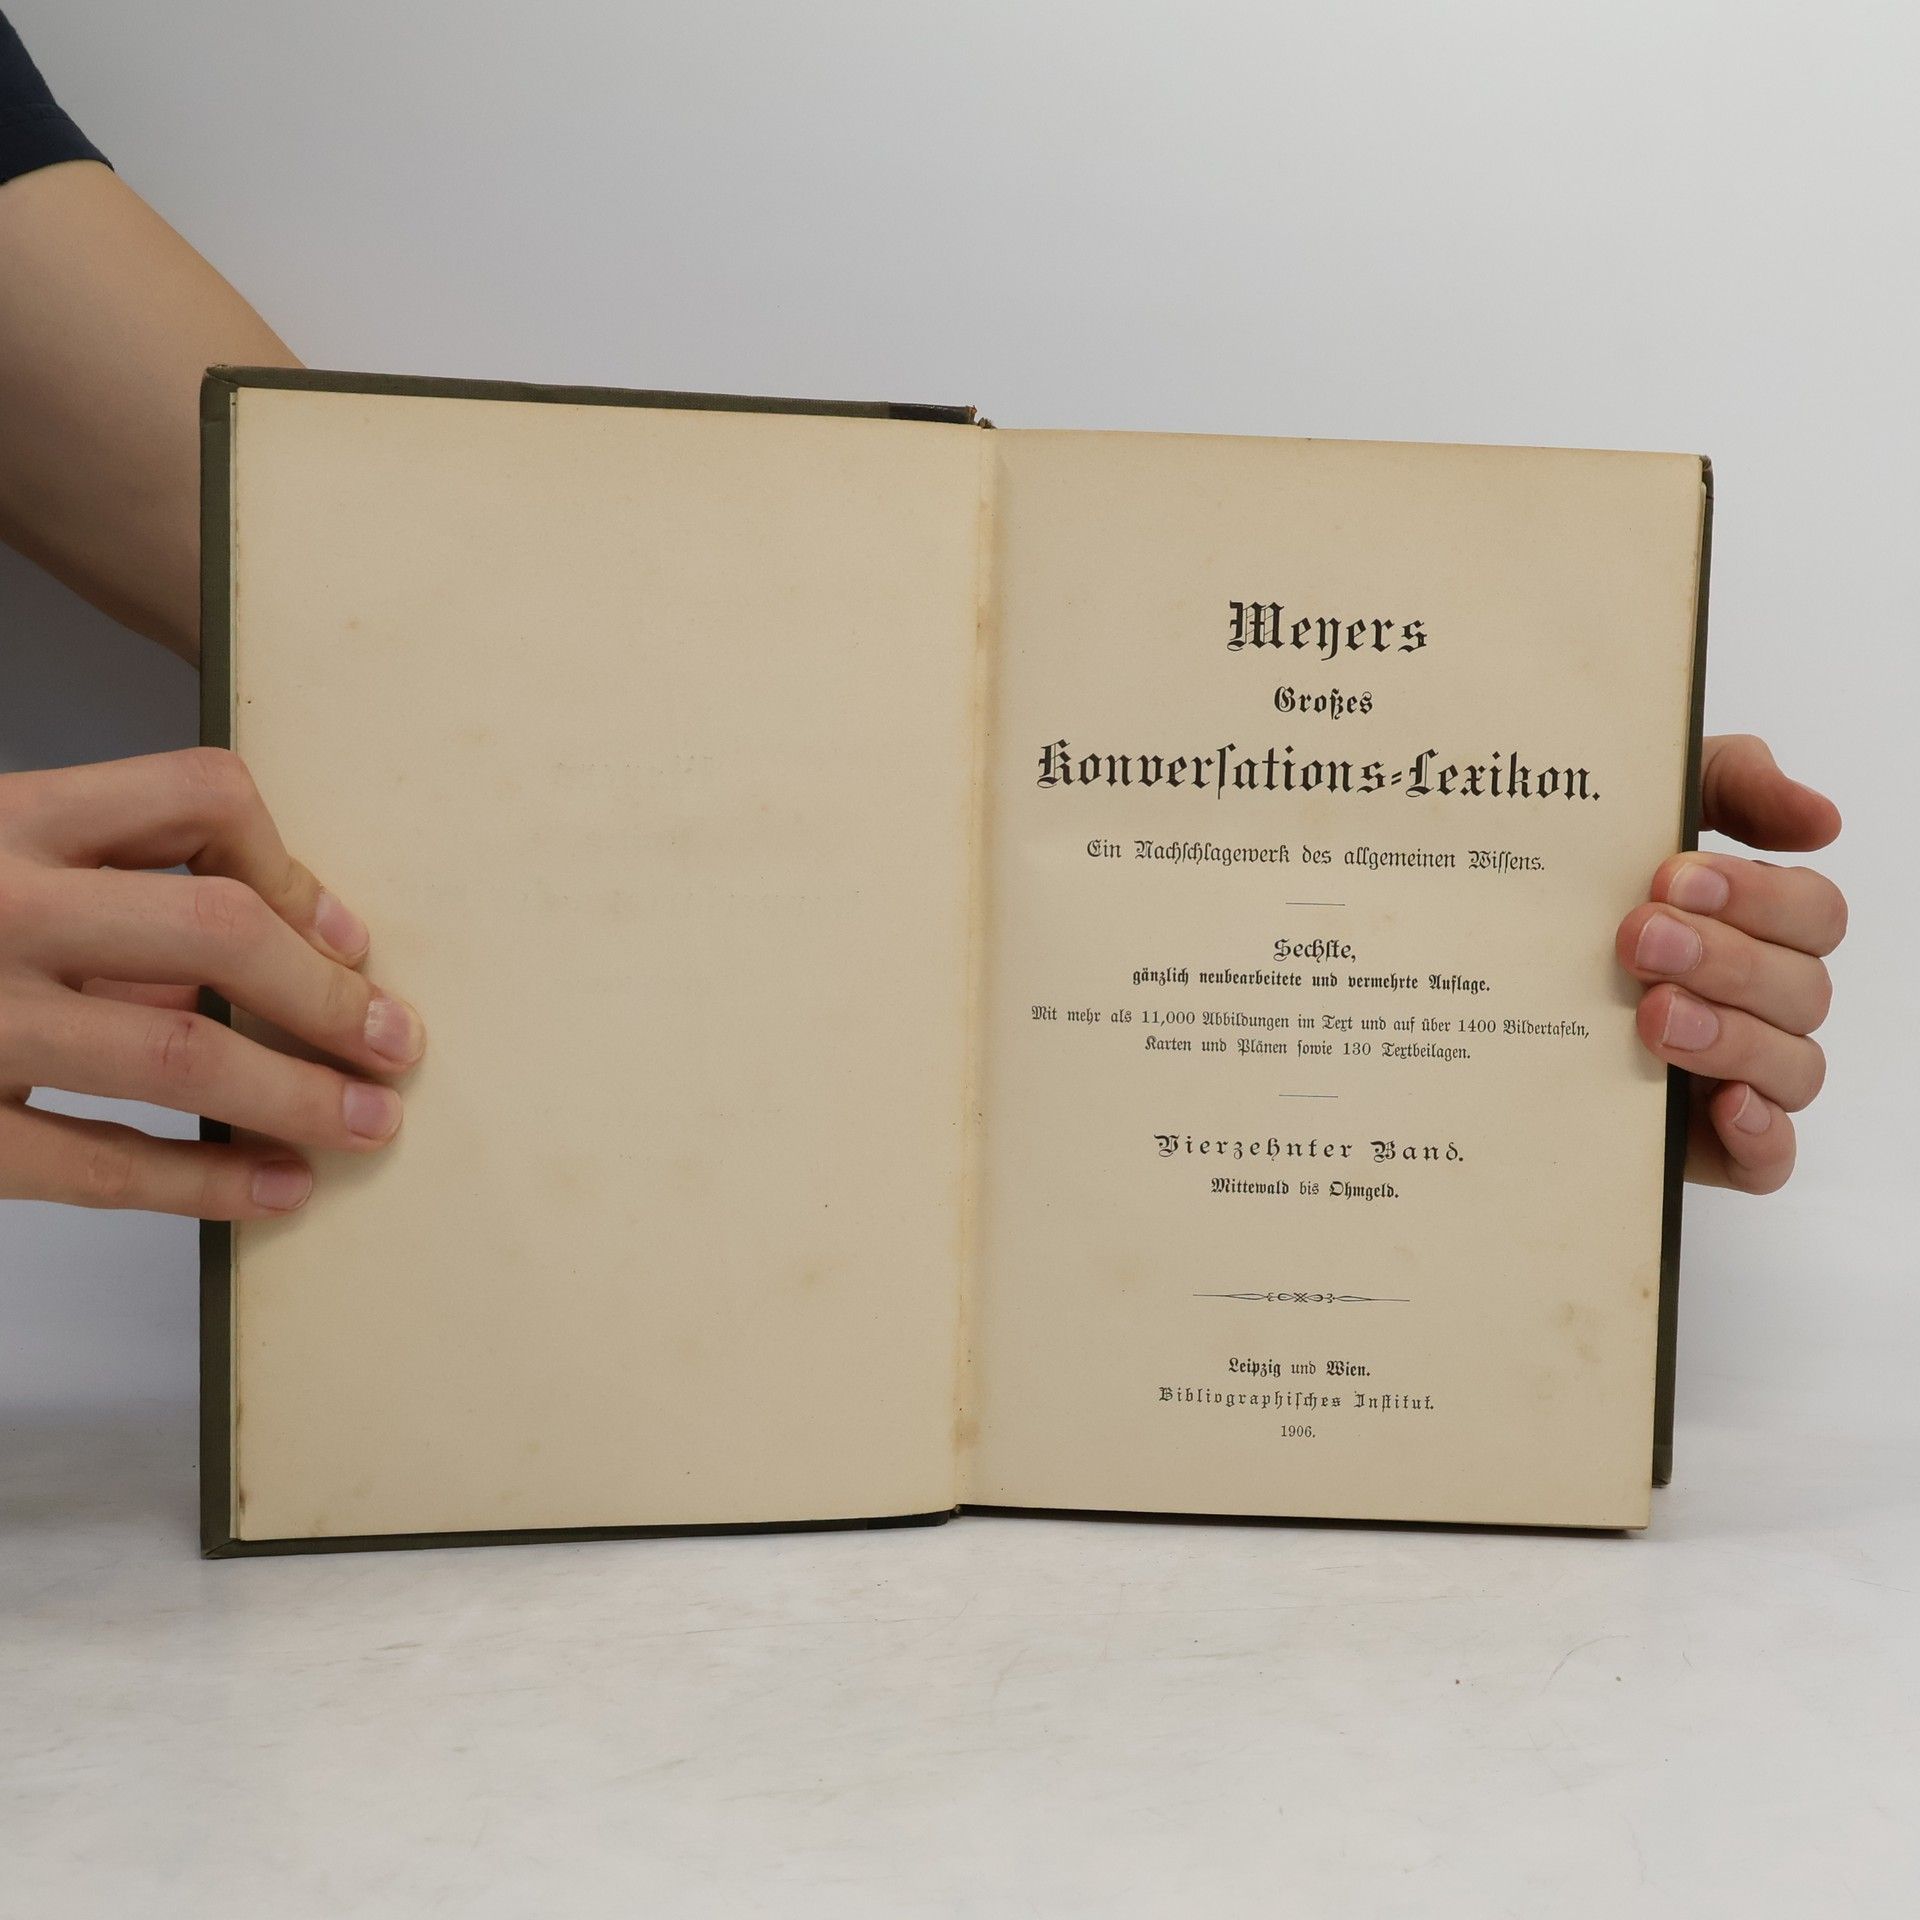 Meyers
Großes
Konverſations-Lexikon.
Ein Nachſchlagewerk des allgemeinen Wiſſens.
Sechſte,
gänzlich neubearbeitete und vermehrte Auflage.
Mit mehr als 11,000 Abbildungen im Text und auf über 1400 Bildertafeln,
Karten und Plänen ſowie 130 Textbeilagen.
Vierzehnter Band.
Mittewald bis Ohmgeld.
Leipzig und Wien.
Bibliographiſches Inſtitut.
1906.